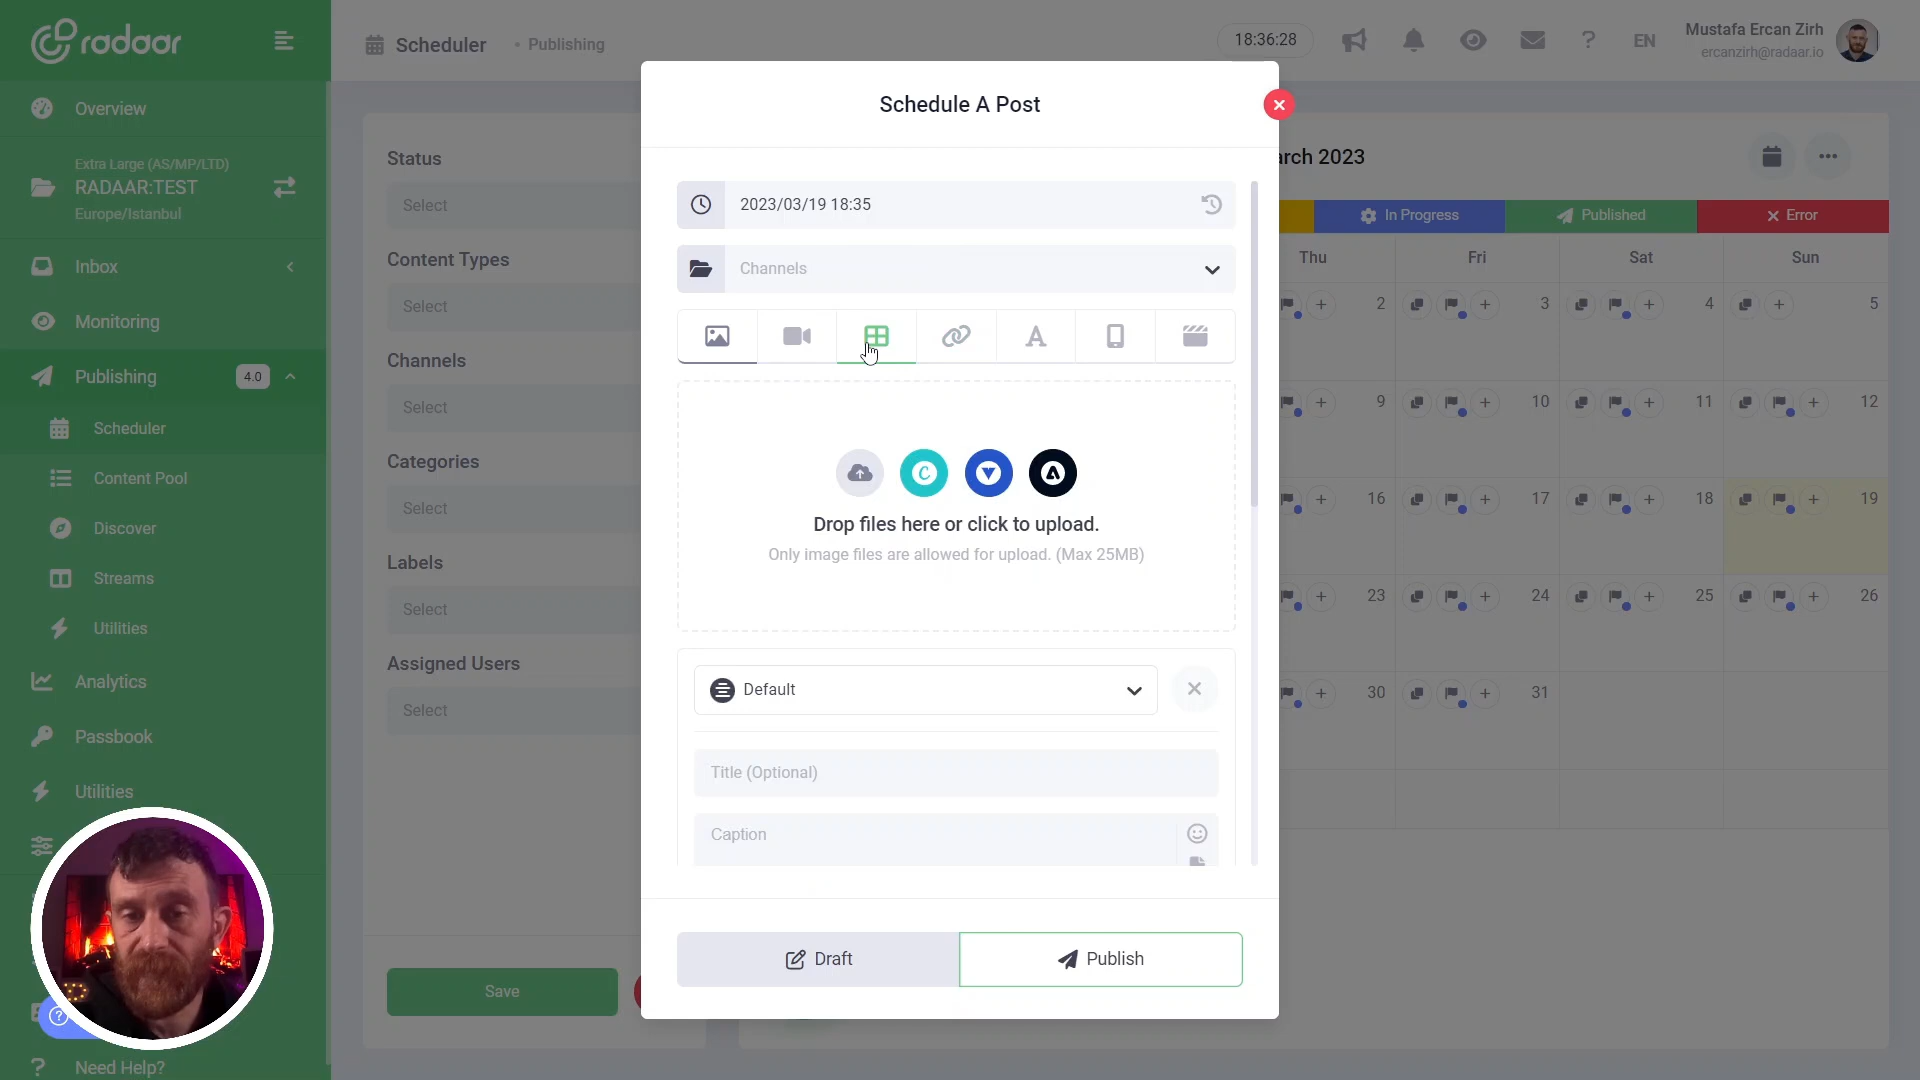 radaar
Scheduler
• Publishing
18:36:28
EN
Mustafa Ercan Zirh
ercanzirh@radaar.io
Overview
Extra Large (AS/MP/LTD)
RADAAR:TEST
Europe/Istanbul
Inbox
Monitoring
Publishing
4.0
Scheduler
Content Pool
Discover
Streams
Utilities
Analytics
Passbook
Utilities
Need Help?
Status
Select
Content Types
Select
Channels
Select
Categories
Select
Labels
Select
Assigned Users
Select
Save
Schedule A Post
2023/03/19 18:35
Channels
Drop files here or click to upload.
Only image files are allowed for upload. (Max 25MB)
Default
Title (Optional)
Caption
Draft
Publish
arch 2023
In Progress
Published
Error
Thu
Fri
Sat
Sun
2
3
4
5
9
10
11
12
16
17
18
19
23
24
25
26
30
31